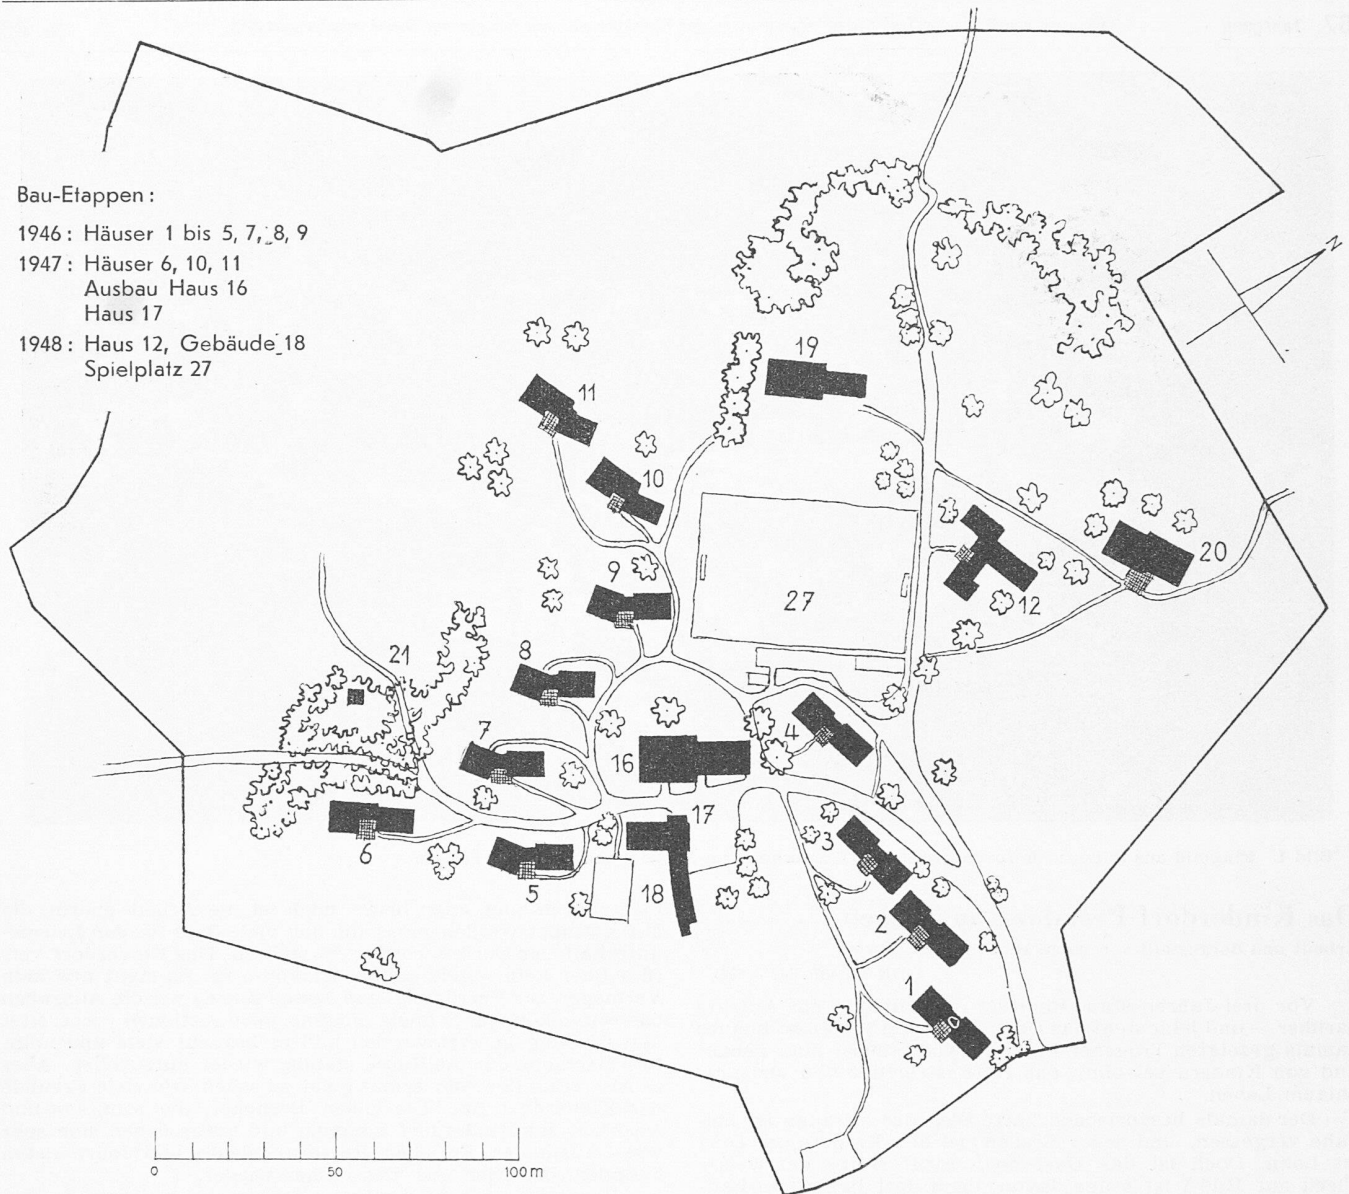 Bau-Etappen :
1946 : Häuser 1 bis 5, 7, 8, 9
1947 : Häuser 6, 10, 11
Ausbau Haus 16
Haus 17
1948 : Haus 12, Gebäude 18
Spielplatz 27
N
19
11
10
20
9
27
12
8
21
7
4
16
17
3
6
5
18
2
1
0 50 100 m